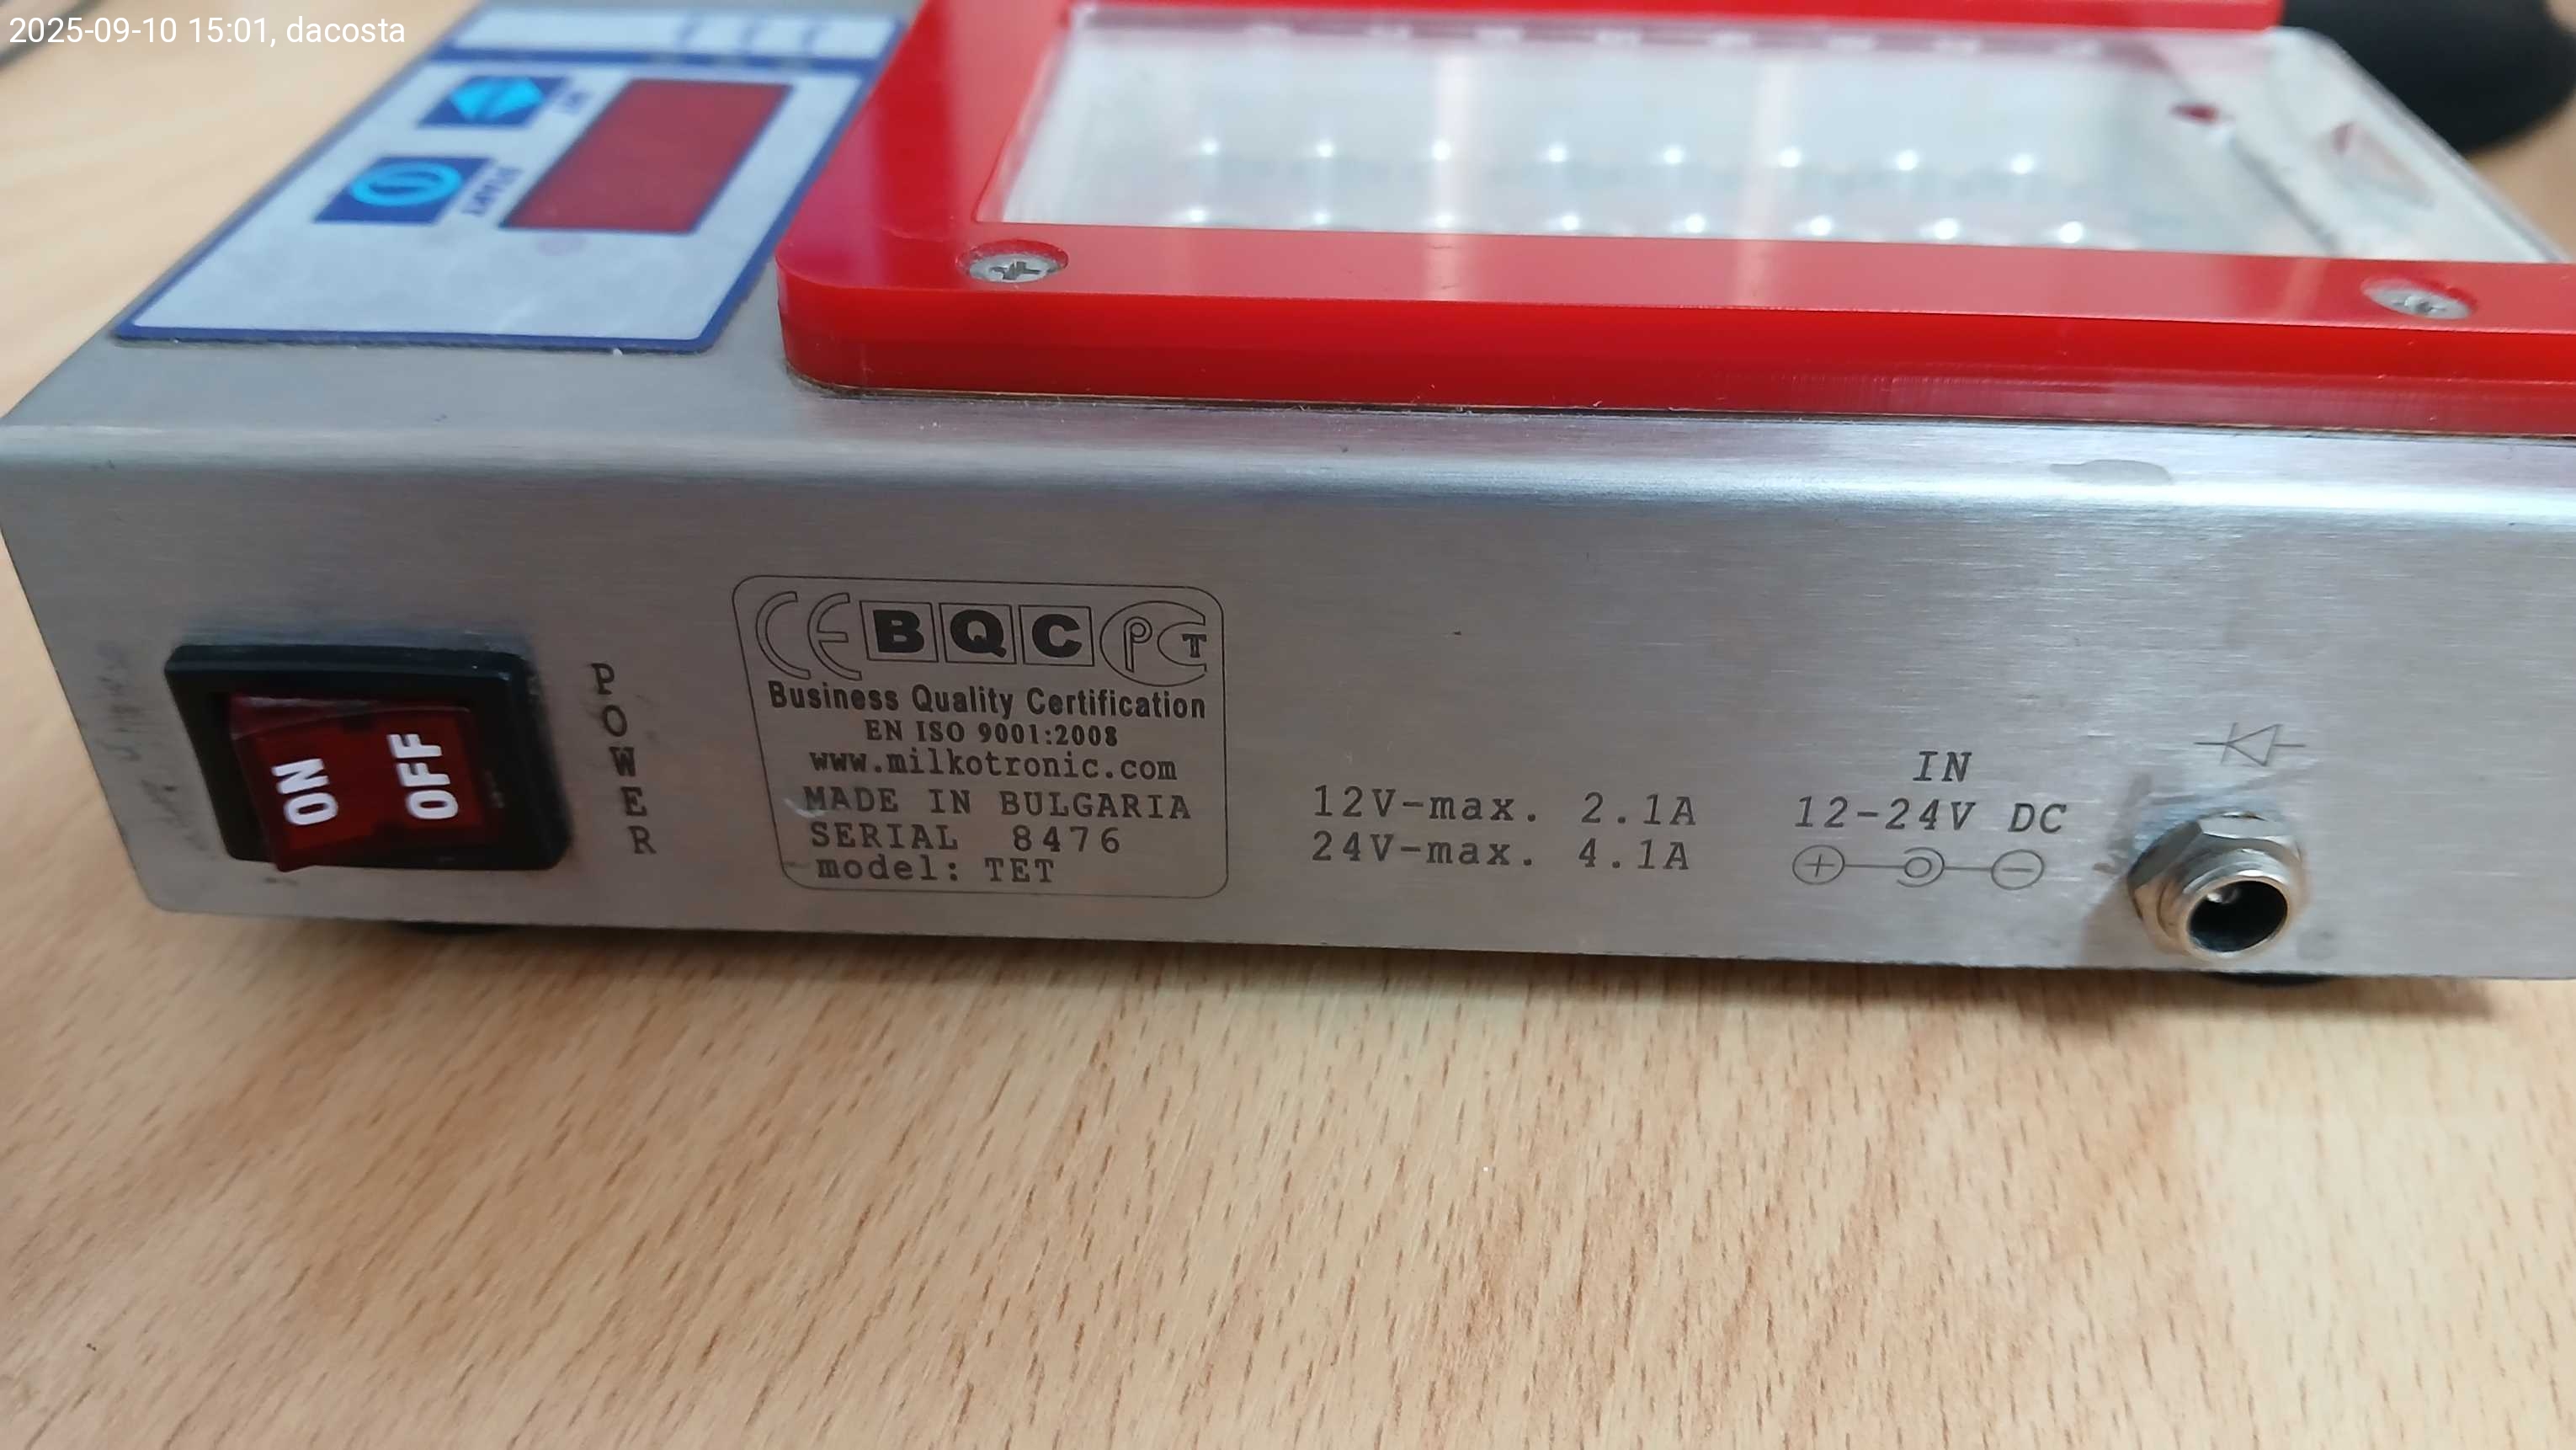 2025-09-10 15:01, dacosta
START
ON OFF
POWER
CE BQC PCT
Business Quality Certification
EN ISO 9001:2008
www.milkotronic.com
MADE IN BULGARIA
SERIAL 8476
model: TET
12V-max. 2.1A
24V-max. 4.1A
IN
12-24V DC